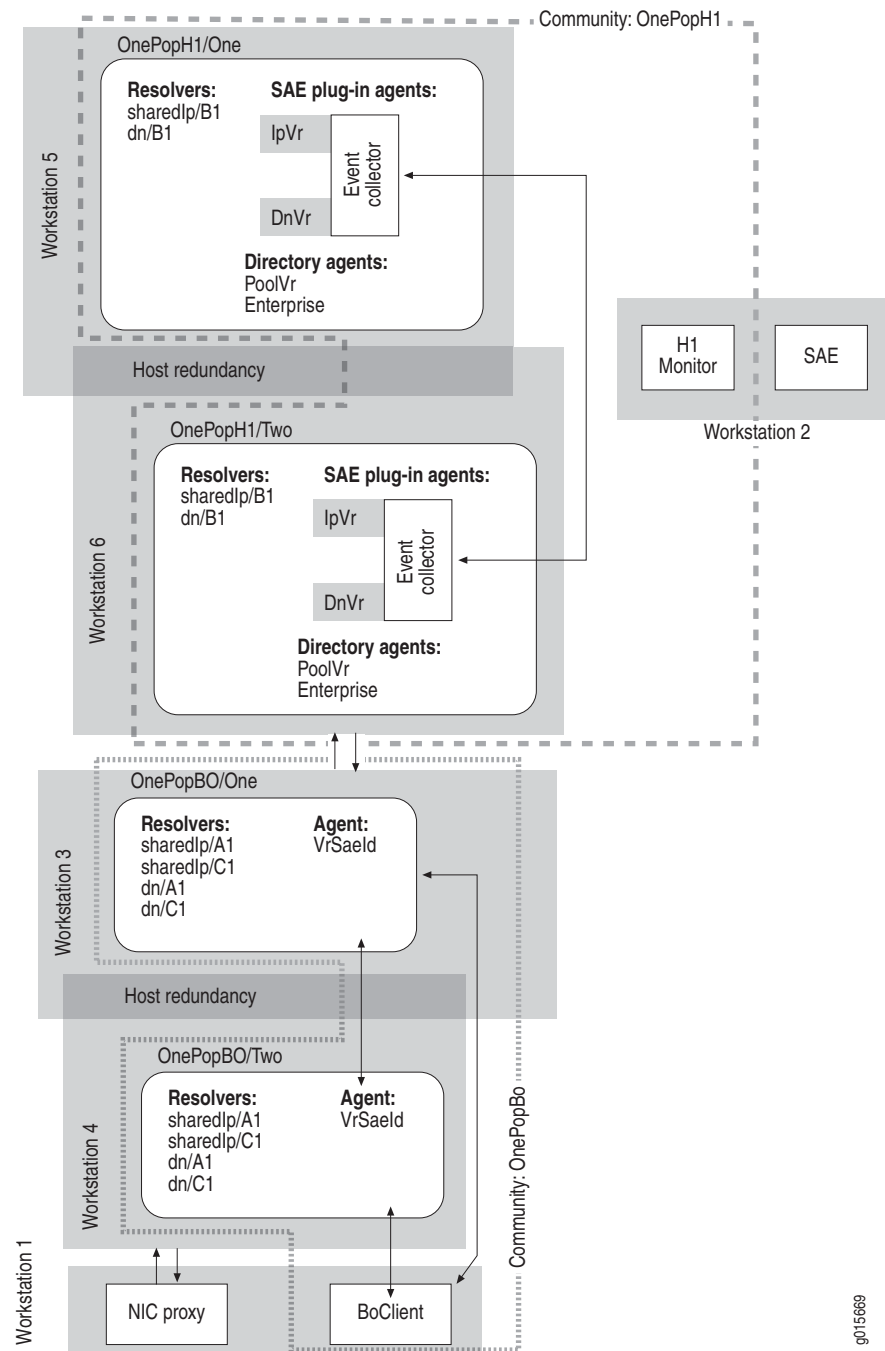 Community: OnePopH1
OnePopH1/One
Resolvers:
sharedIp/B1
dn/B1
SAE plug-in agents:
IpVr
Event
collector
DnVr
Directory agents:
PoolVr
Enterprise
Workstation 5
Host redundancy
H1
Monitor
SAE
Workstation 2
OnePopH1/Two
Resolvers:
sharedIp/B1
dn/B1
SAE plug-in agents:
IpVr
Event
collector
DnVr
Directory agents:
PoolVr
Enterprise
Workstation 6
OnePopBO/One
Resolvers:
sharedIp/A1
sharedIp/C1
dn/A1
dn/C1
Agent:
VrSaeId
Workstation 3
Host redundancy
OnePopBO/Two
Resolvers:
sharedIp/A1
sharedIp/C1
dn/A1
dn/C1
Agent:
VrSaeId
Workstation 4
Community: OnePopBo
Workstation 1
NIC proxy
BoClient
g015669